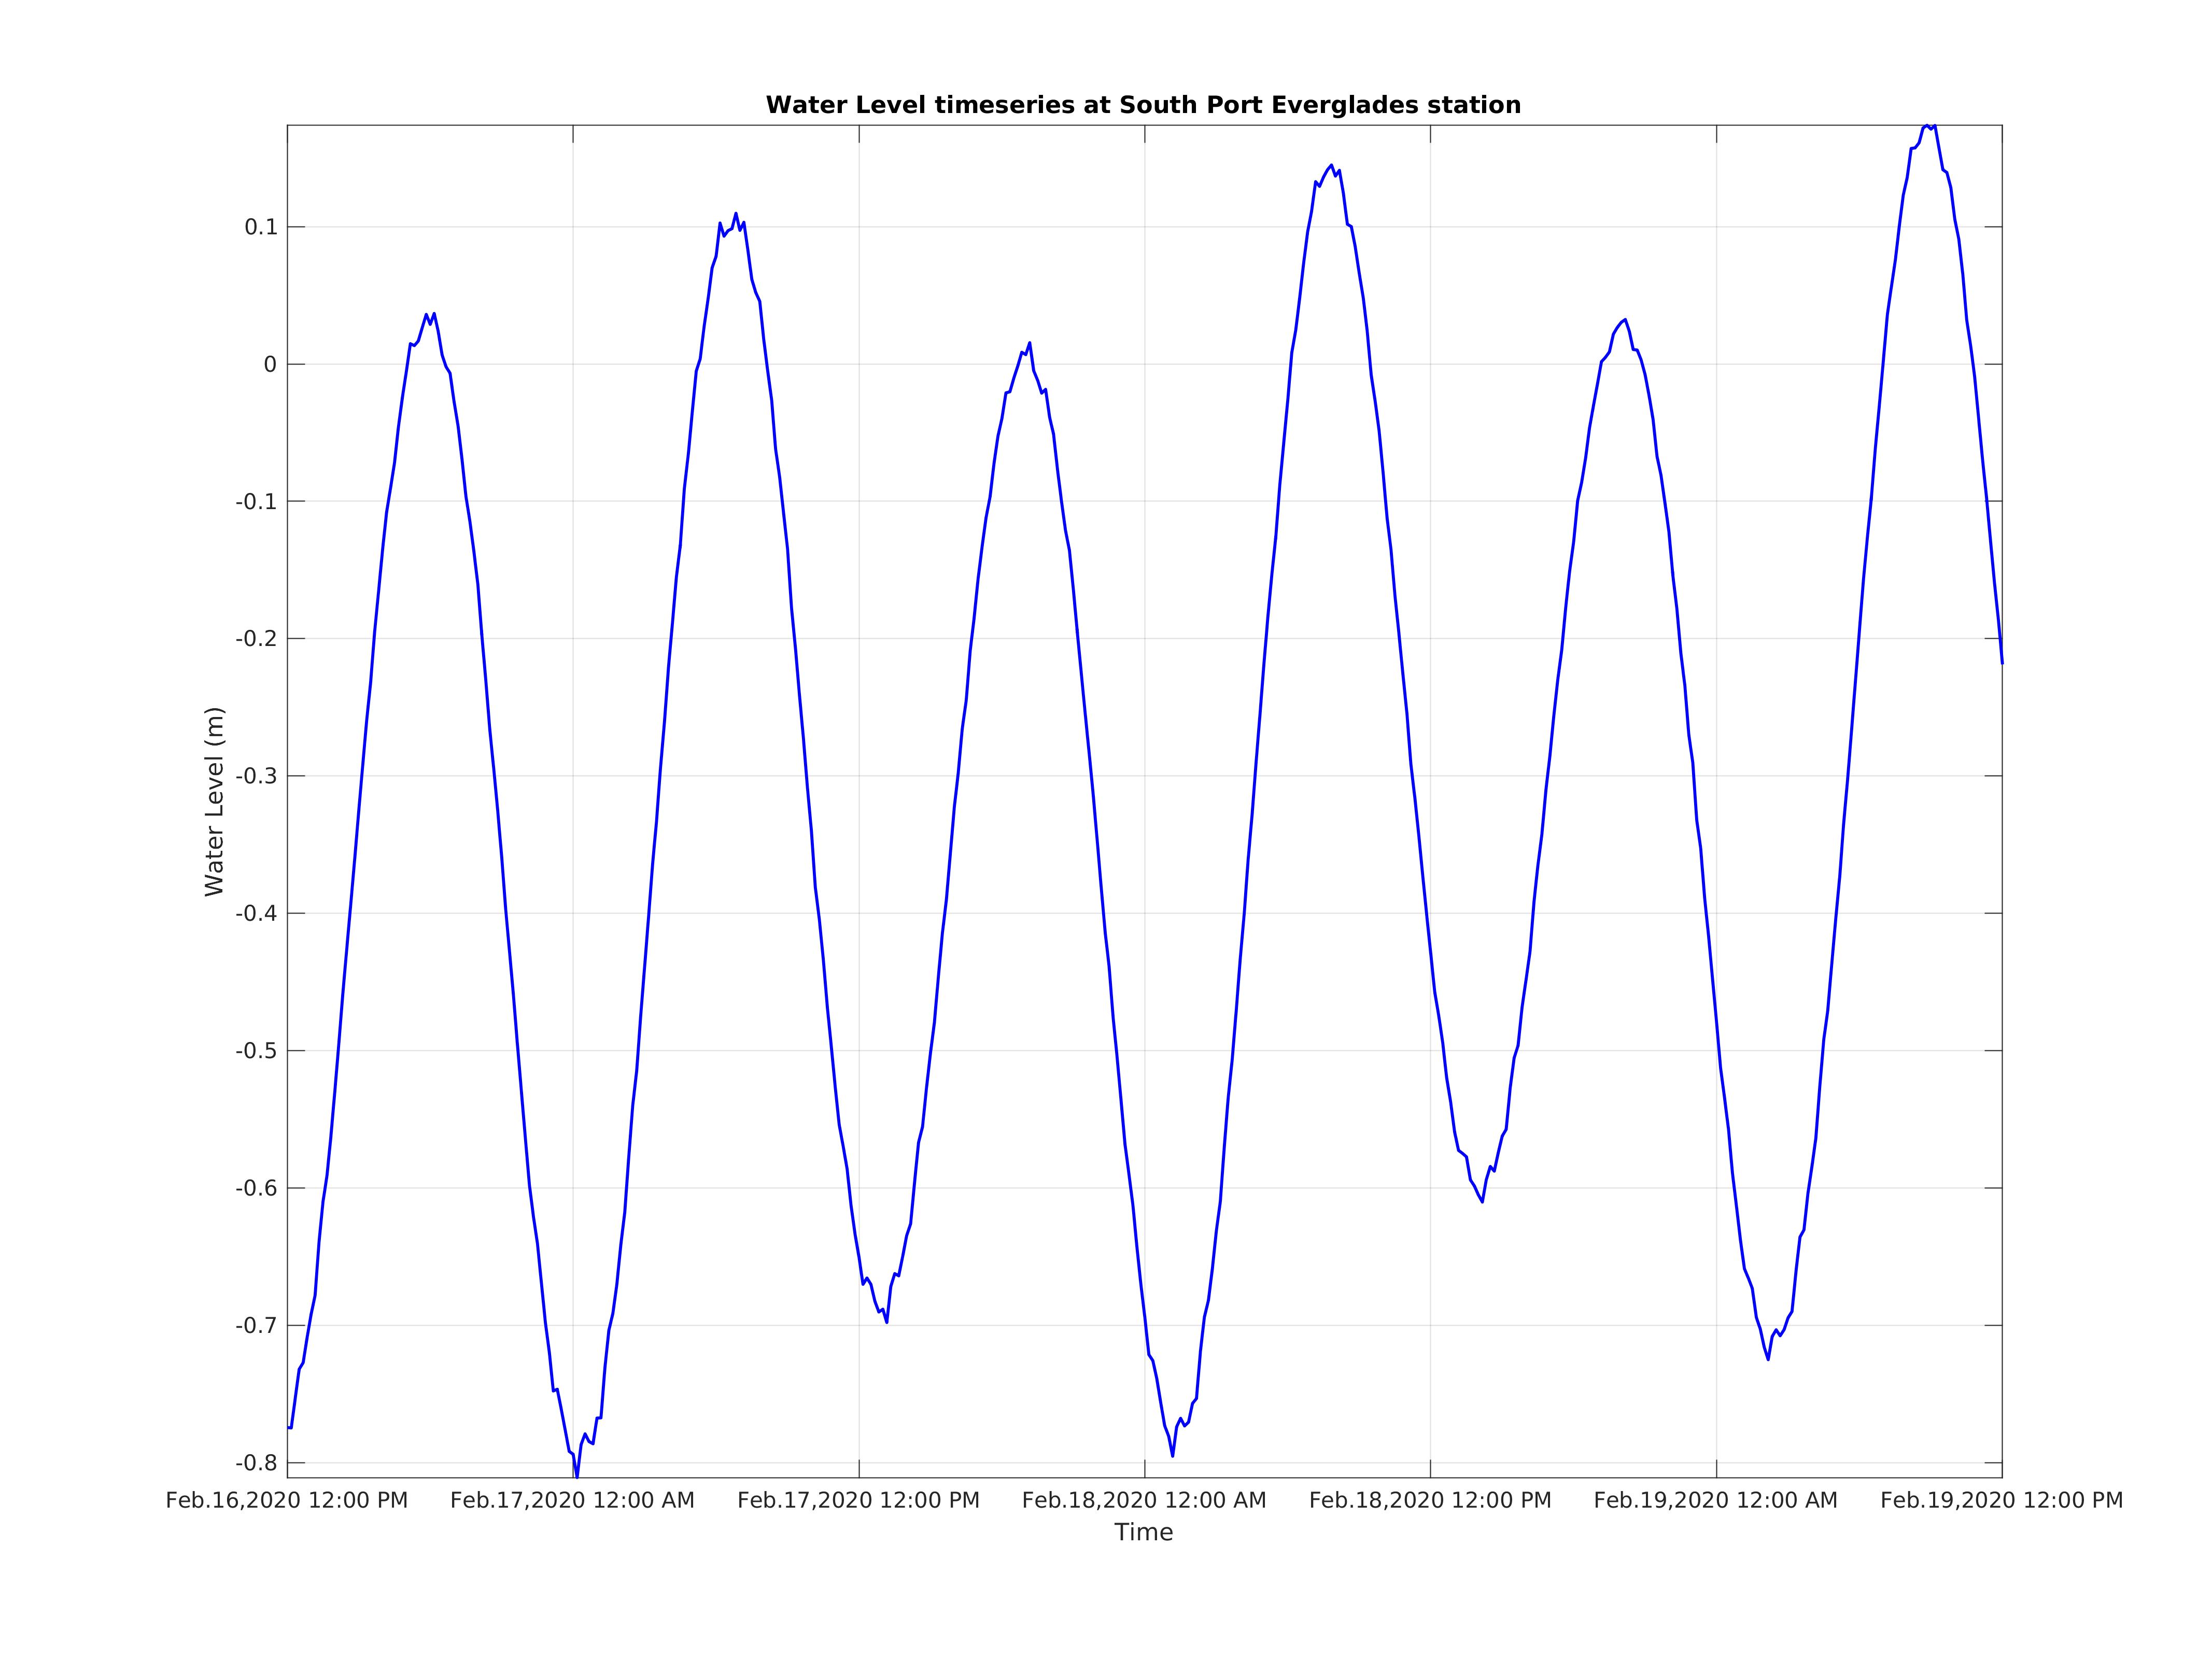 Water Level timeseries at South Port Everglades station
0.1
0
-0.1
-0.2
-0.3
-0.4
-0.5
-0.6
-0.7
-0.8
Water Level (m)
Feb.16,2020 12:00 PM Feb.17,2020 12:00 AM Feb.17,2020 12:00 PM Feb.18,2020 12:00 AM Feb.18,2020 12:00 PM Feb.19,2020 12:00 AM Feb.19,2020 12:00 PM
Time